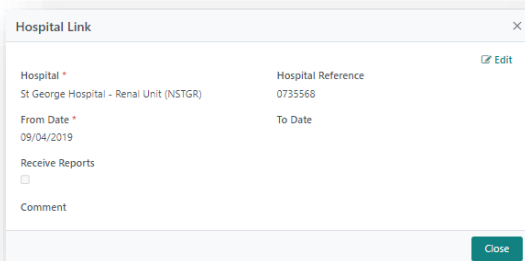 Hospital Link
Edit
Hospital * Hospital Reference
St George Hospital - Renal Unit (NSTGR) 0735568
From Date * To Date
09/04/2019
Receive Reports
Comment
Close